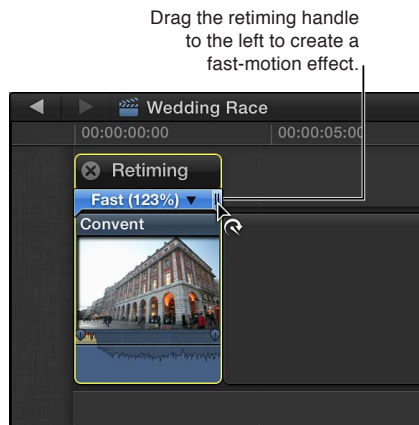 Drag the retiming handle
to the left to create a
fast-motion effect.
Wedding Race
00:00:00:00 00:00:05:00
Retiming
Fast (123%)
Convent